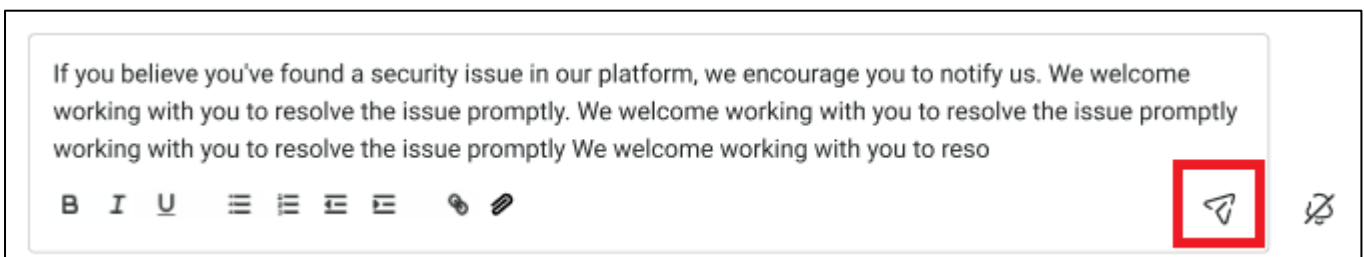 If you believe you've found a security issue in our platform, we encourage you to notify us. We welcome
working with you to resolve the issue promptly. We welcome working with you to resolve the issue promptly
working with you to resolve the issue promptly We welcome working with you to reso
B I U